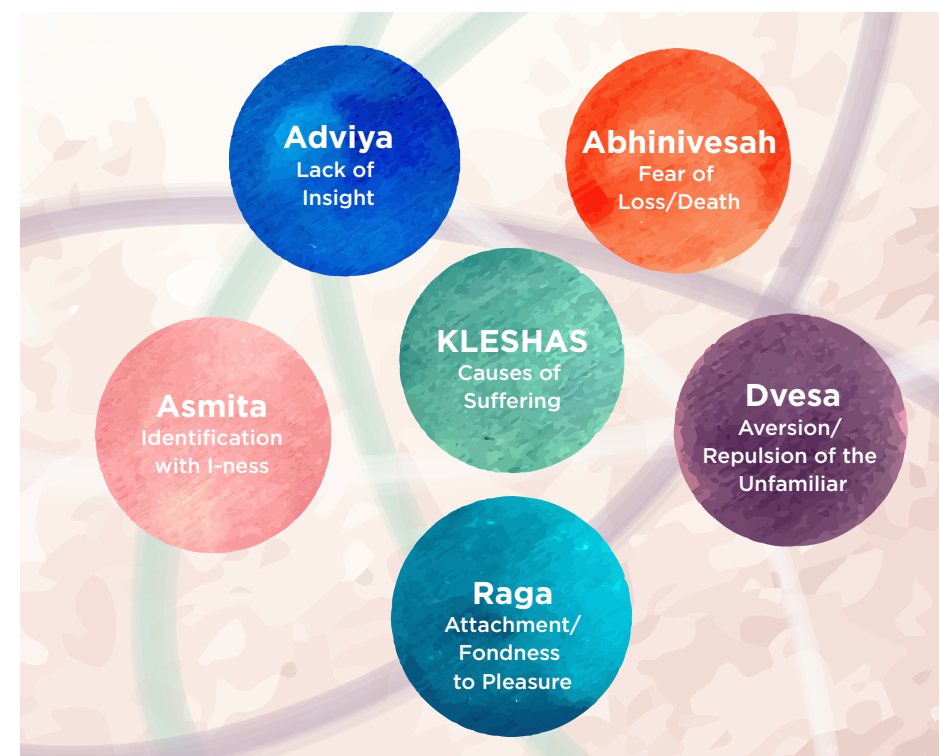 Adviya
Lack of
Insight
Abhinivesah
Fear of
Loss/Death
KLESHAS
Causes of
Suffering
Asmita
Identification
with I-ness
Dvesa
Aversion/
Repulsion of the
Unfamiliar
Raga
Attachment/
Fondness
to Pleasure